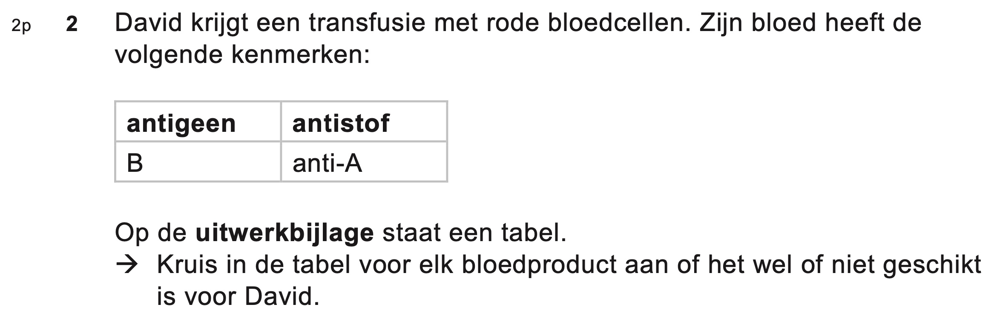 2p 2 David krijgt een transfusie met rode bloedcellen. Zijn bloed heeft de
volgende kenmerken:
antigeen antistof
B anti-A
Op de uitwerkbijlage staat een tabel.
→ Kruis in de tabel voor elk bloedproduct aan of het wel of niet geschikt
is voor David.